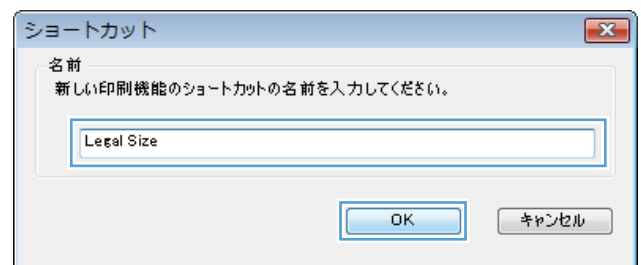 ショートカット
名前
新しい印刷機能のショートカットの名前を入力してください。
Legal Size
OK
キャンセル